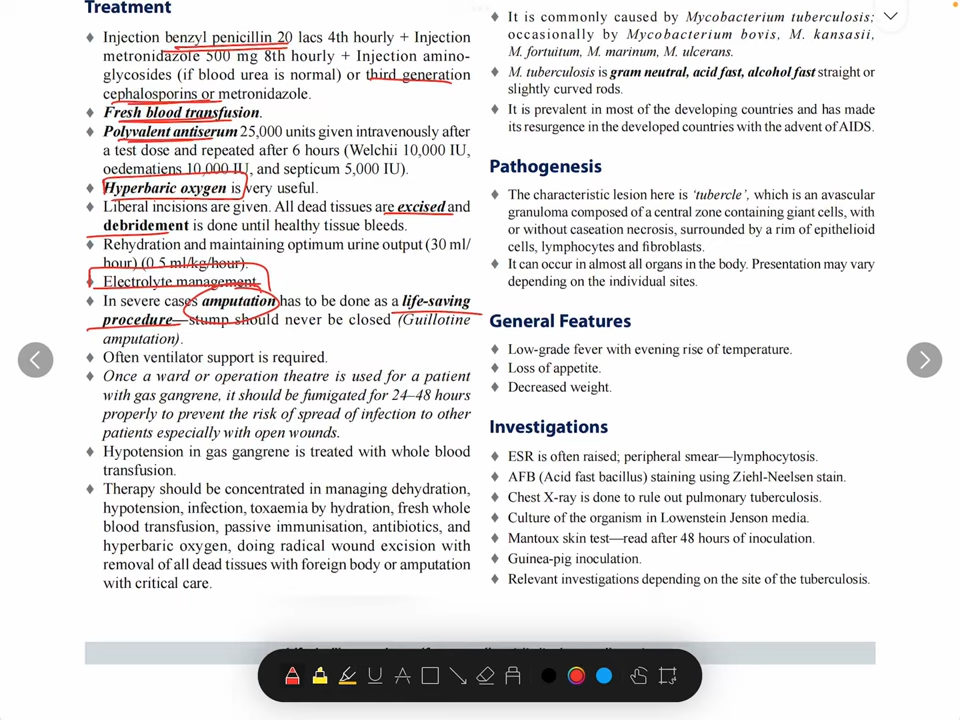 Treatment
Injection benzyl penicillin 20 lacs 4th hourly + Injection
metronidazole 500 mg 8th hourly + Injection amino-
glycosides (if blood urea is normal) or third generation
cephalosporins or metronidazole.
Fresh blood transfusion.
Polyvalent antiserum 25,000 units given intravenously after
a test dose and repeated after 6 hours (Welchii 10,000 IU,
oedematiens 10,000 IU, and septicum 5,000 IU).
Hyperbaric oxygen is very useful.
Liberal incisions are given. All dead tissues are excised and
debridement is done until healthy tissue bleeds.
Rehydration and maintaining optimum urine output (30 ml/
hour) (0.5 ml/kg/hour).
Electrolyte management.
In severe cases amputation has to be done as a life-saving
procedure—stump should never be closed (Guillotine
amputation).
Often ventilator support is required.
Once a ward or operation theatre is used for a patient
with gas gangrene, it should be fumigated for 24–48 hours
properly to prevent the risk of spread of infection to other
patients especially with open wounds.
Hypotension in gas gangrene is treated with whole blood
transfusion.
Therapy should be concentrated in managing dehydration,
hypotension, infection, toxaemia by hydration, fresh whole
blood transfusion, passive immunisation, antibiotics, and
hyperbaric oxygen, doing radical wound excision with
removal of all dead tissues with foreign body or amputation
with critical care.
It is commonly caused by Mycobacterium tuberculosis;
occasionally by Mycobacterium bovis, M. kansasii,
M. fortuitum, M. marinum, M. ulcerans.
M. tuberculosis is gram neutral, acid fast, alcohol fast straight or
slightly curved rods.
It is prevalent in most of the developing countries and has made
its resurgence in the developed countries with the advent of AIDS.
Pathogenesis
The characteristic lesion here is ‘tubercle’, which is an avascular
granuloma composed of a central zone containing giant cells, with
or without caseation necrosis, surrounded by a rim of epithelioid
cells, lymphocytes and fibroblasts.
It can occur in almost all organs in the body. Presentation may vary
depending on the individual sites.
General Features
Low-grade fever with evening rise of temperature.
Loss of appetite.
Decreased weight.
Investigations
ESR is often raised; peripheral smear—lymphocytosis.
AFB (Acid fast bacillus) staining using Ziehl-Neelsen stain.
Chest X-ray is done to rule out pulmonary tuberculosis.
Culture of the organism in Lowenstein Jenson media.
Mantoux skin test—read after 48 hours of inoculation.
Guinea-pig inoculation.
Relevant investigations depending on the site of the tuberculosis.